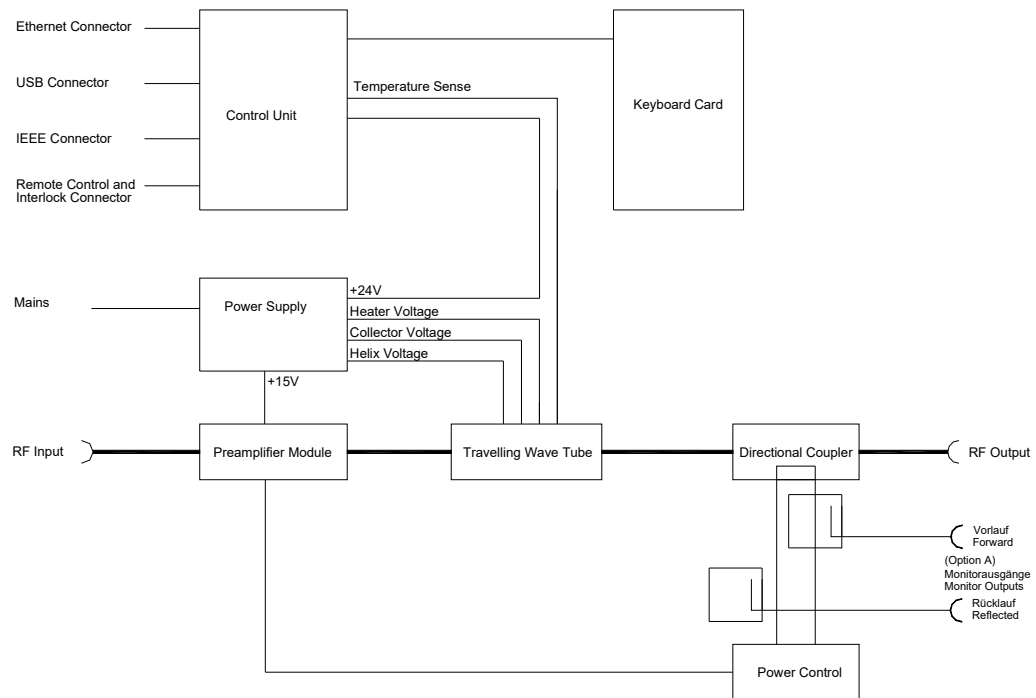 Ethernet Connector
USB Connector
IEEE Connector
Remote Control and
Interlock Connector
Control Unit
Temperature Sense
Keyboard Card
Mains
Power Supply
+24V
Heater Voltage
Collector Voltage
Helix Voltage
+15V
RF Input
Preamplifier Module
Travelling Wave Tube
Directional Coupler
RF Output
Vorlauf
Forward
(Option A)
Monitorausgänge
Monitor Outputs
Rücklauf
Reflected
Power Control